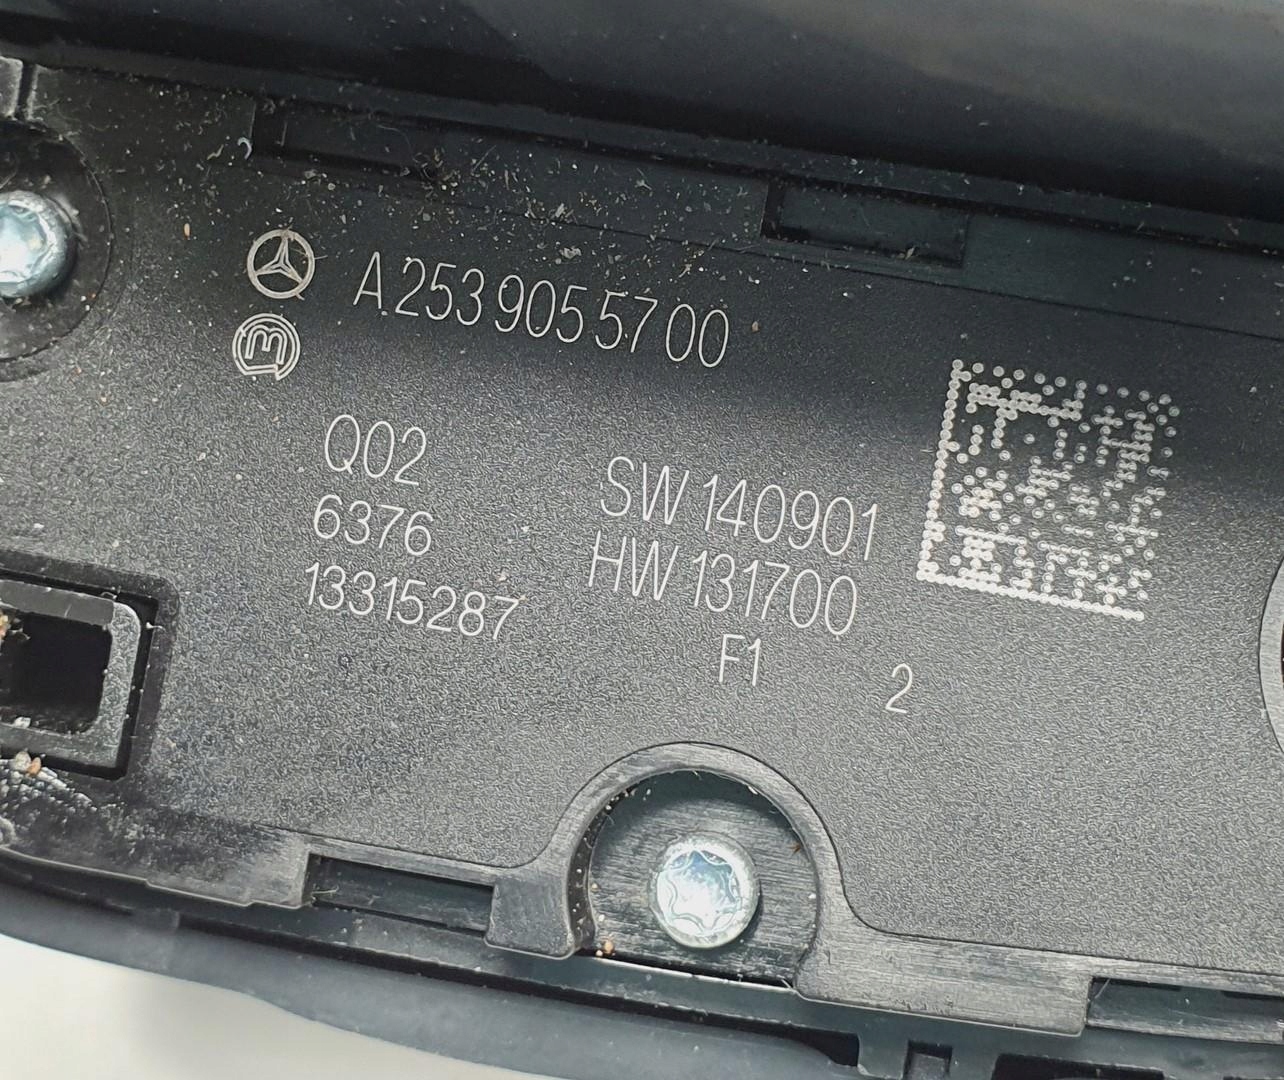 A 253 905 57 00
Q02
6376
13315287
SW 140901
HW 131700
F1
2